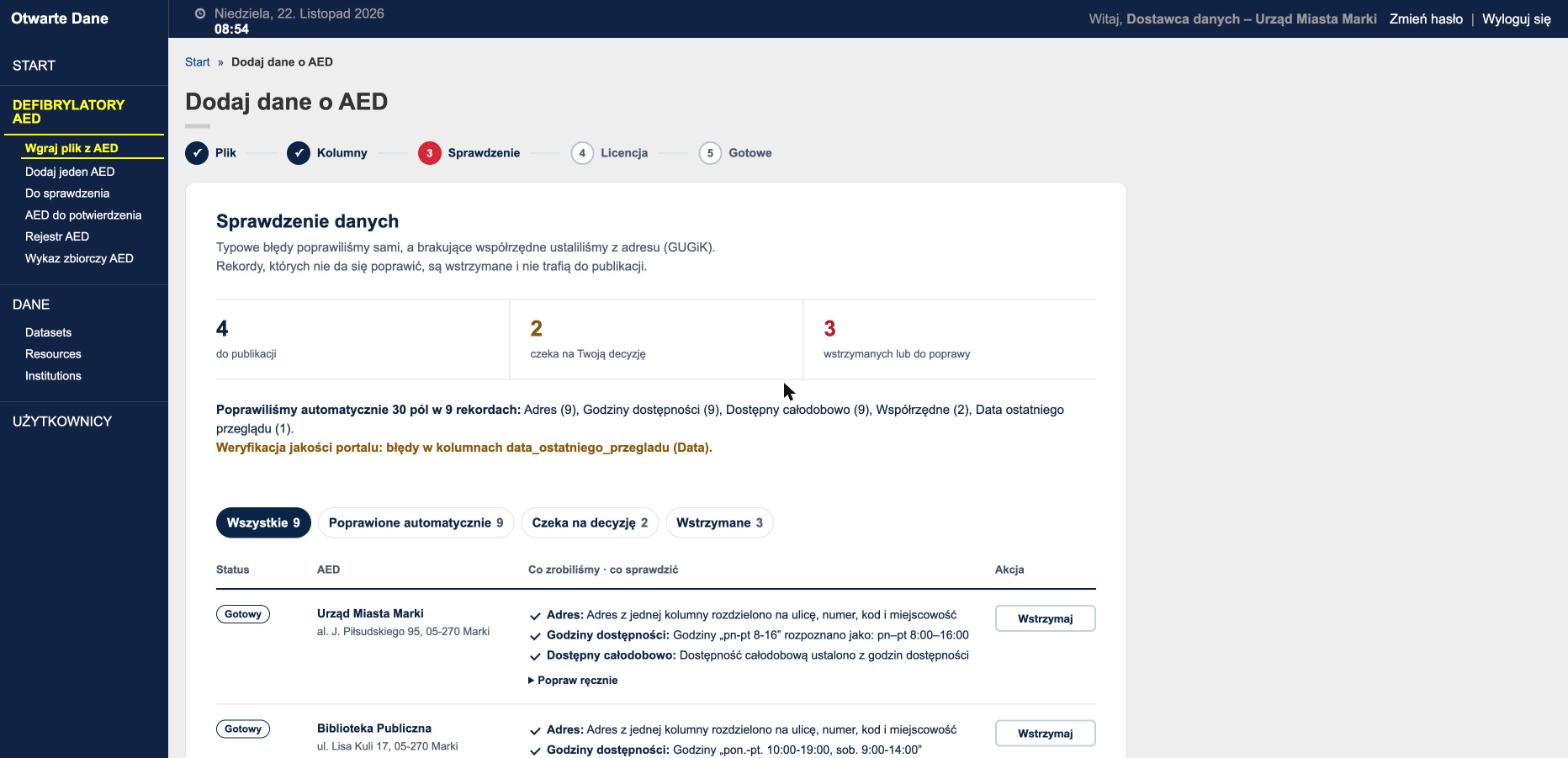 Otwarte Dane
Niedziela, 22. Listopad 2026
08:54
Witaj, Dostawca danych – Urząd Miasta Marki Zmień hasło | Wyloguj się
START
DEFIBRYLATORY
AED
Wgraj plik z AED
Dodaj jeden AED
Do sprawdzenia
AED do potwierdzenia
Rejestr AED
Wykaz zbiorczy AED
DANE
Datasets
Resources
Institutions
UŻYTKOWNICY
Start » Dodaj dane o AED
Dodaj dane o AED
Plik
Kolumny
3 Sprawdzenie
4 Licencja
5 Gotowe
Sprawdzenie danych
Typowe błędy poprawiliśmy sami, a brakujące współrzędne ustaliliśmy z adresu (GUGiK).
Rekordy, których nie da się poprawić, są wstrzymane i nie trafią do publikacji.
4
do publikacji
2
czeka na Twoją decyzję
3
wstrzymanych lub do poprawy
Poprawiliśmy automatycznie 30 pól w 9 rekordach: Adres (9), Godziny dostępności (9), Dostępny całodobowo (9), Współrzędne (2), Data ostatniego
przeglądu (1).
Weryfikacja jakości portalu: błędy w kolumnach data_ostatniego_przegladu (Data).
Wszystkie 9
Poprawione automatycznie 9
Czeka na decyzję 2
Wstrzymane 3
Status
AED
Co zrobiliśmy · co sprawdzić
Akcja
Gotowy
Urząd Miasta Marki
al. J. Piłsudskiego 95, 05-270 Marki
Adres: Adres z jednej kolumny rozdzielono na ulicę, numer, kod i miejscowość
Godziny dostępności: Godziny „pn-pt 8-16” rozpoznano jako: pn–pt 8:00–16:00
Dostępny całodobowo: Dostępność całodobową ustalono z godzin dostępności
Popraw ręcznie
Wstrzymaj
Gotowy
Biblioteka Publiczna
ul. Lisa Kuli 17, 05-270 Marki
Adres: Adres z jednej kolumny rozdzielono na ulicę, numer, kod i miejscowość
Godziny dostępności: Godziny „pon.-pt. 10:00-19:00, sob. 9:00-14:00”
Wstrzymaj